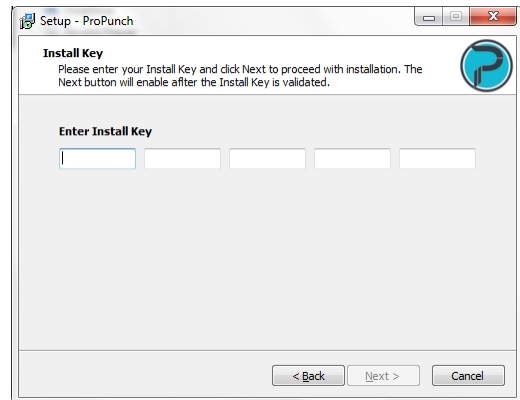 Setup - ProPunch
Install Key
Please enter your Install Key and click Next to proceed with installation. The
Next button will enable after the Install Key is validated.
Enter Install Key
< Back
Next >
Cancel